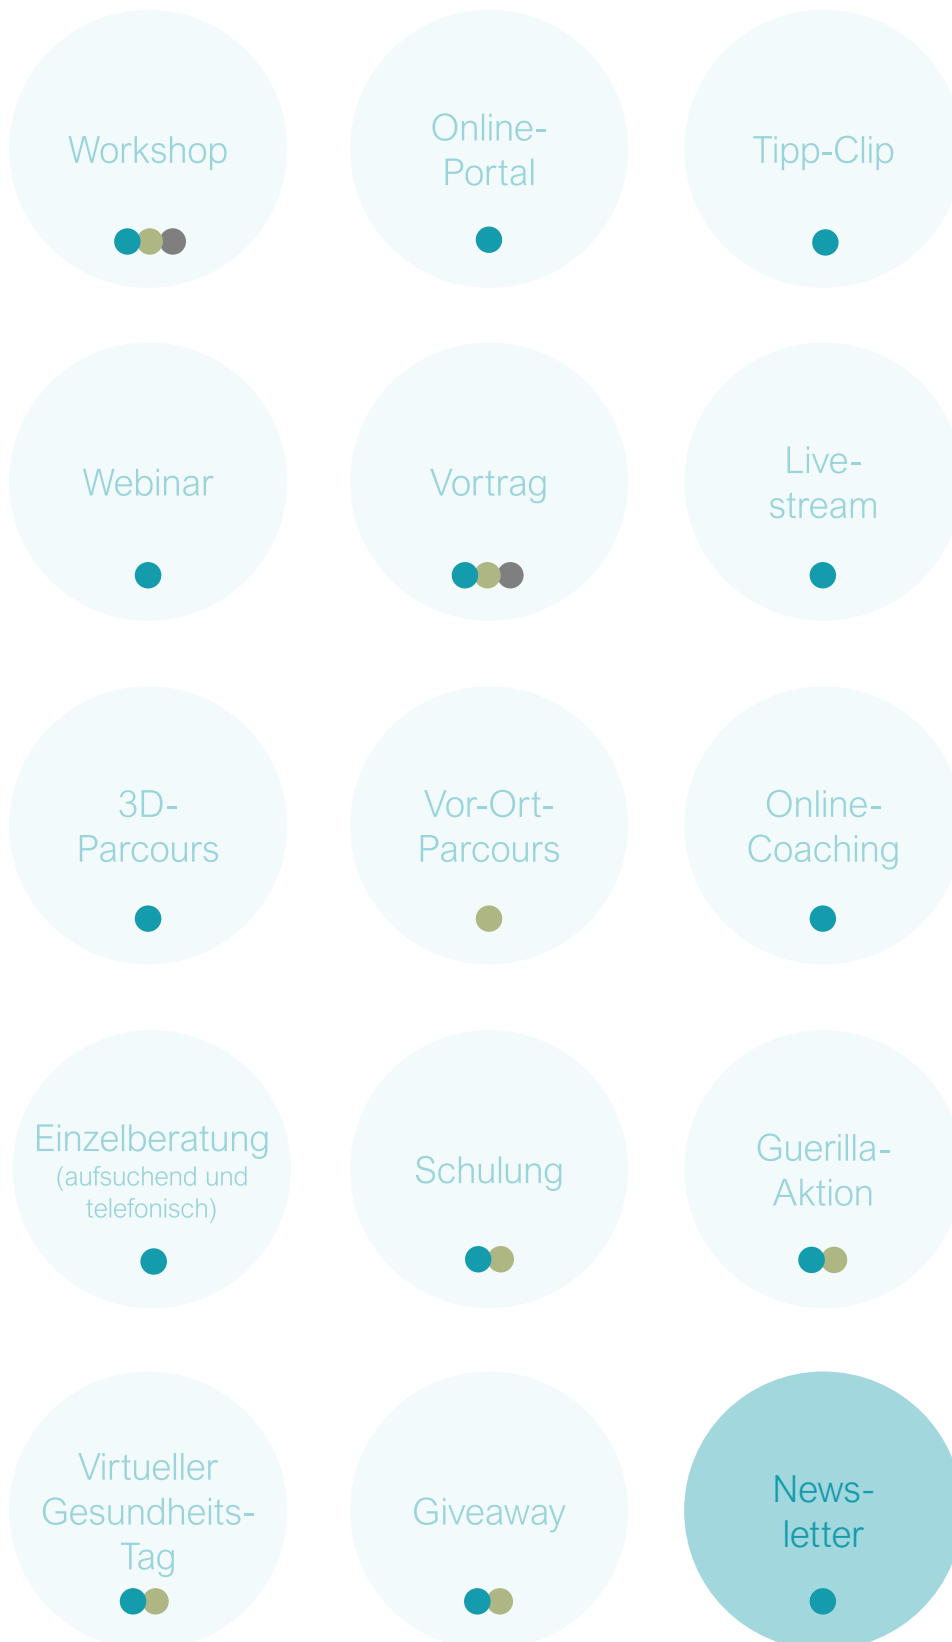 Workshop
Online-
Portal
Tipp-Clip
Webinar
Vortrag
Live-
stream
3D-
Parcours
Vor-Ort-
Parcours
Online-
Coaching
Einzelberatung
(aufsuchend und
telefonisch)
Schulung
Guerilla-
Aktion
Virtueller
Gesundheits-
Tag
Giveaway
News-
letter